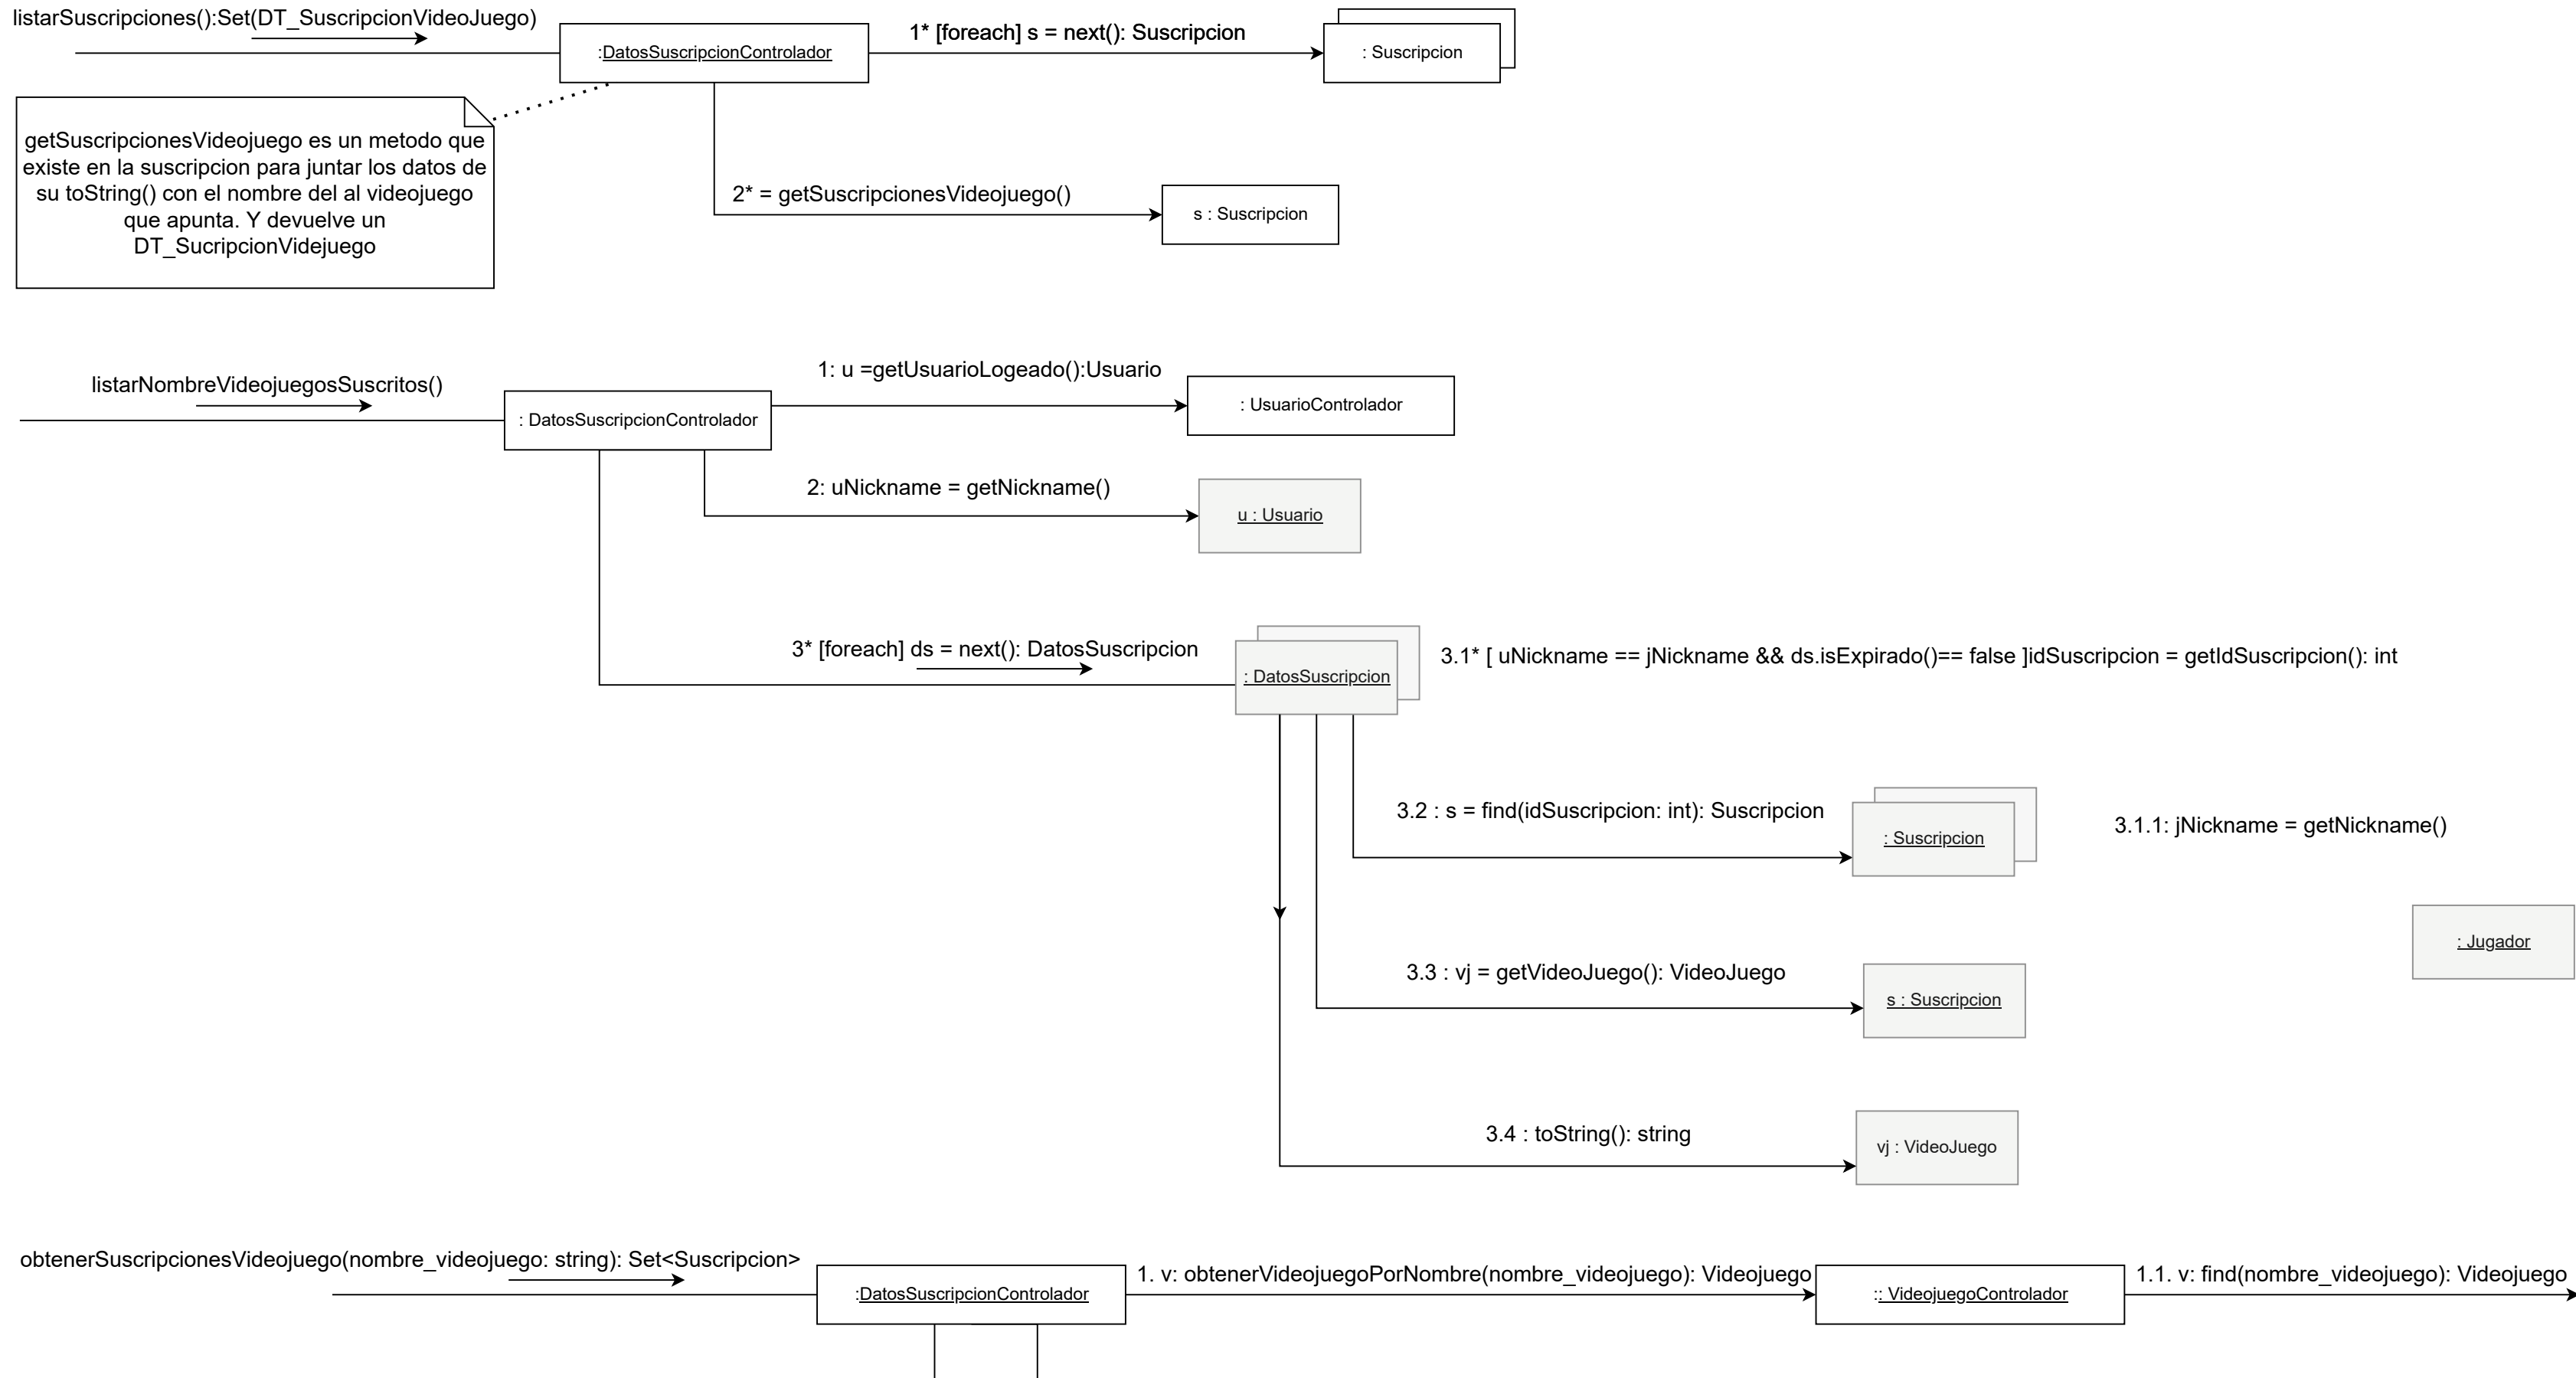 listarSuscripciones():Set(DT_SuscripcionVideoJuego)
:DatosSuscripcionControlador
1* [foreach] s = next(): Suscripcion
: Suscripcion
getSuscripcionesVideojuego es un metodo que
existe en la suscripcion para juntar los datos de
su toString() con el nombre del al videojuego
que apunta. Y devuelve un
DT_SucripcionVidejuego
2* = getSuscripcionesVideojuego()
s : Suscripcion
listarNombreVideojuegosSuscritos()
: DatosSuscripcionControlador
1: u =getUsuarioLogeado():Usuario
: UsuarioControlador
2: uNickname = getNickname()
u : Usuario
3* [foreach] ds = next(): DatosSuscripcion
: DatosSuscripcion
3.1* [ uNickname == jNickname && ds.isExpirado()== false ]idSuscripcion = getIdSuscripcion(): int
3.2 : s = find(idSuscripcion: int): Suscripcion
: Suscripcion
3.1.1: jNickname = getNickname()
: Jugador
3.3 : vj = getVideoJuego(): VideoJuego
s : Suscripcion
3.4 : toString(): string
vj : VideoJuego
obtenerSuscripcionesVideojuego(nombre_videojuego: string): Set<Suscripcion>
:DatosSuscripcionControlador
1. v: obtenerVideojuegoPorNombre(nombre_videojuego): Videojuego
:: VideojuegoControlador
1.1. v: find(nombre_videojuego): Videojuego